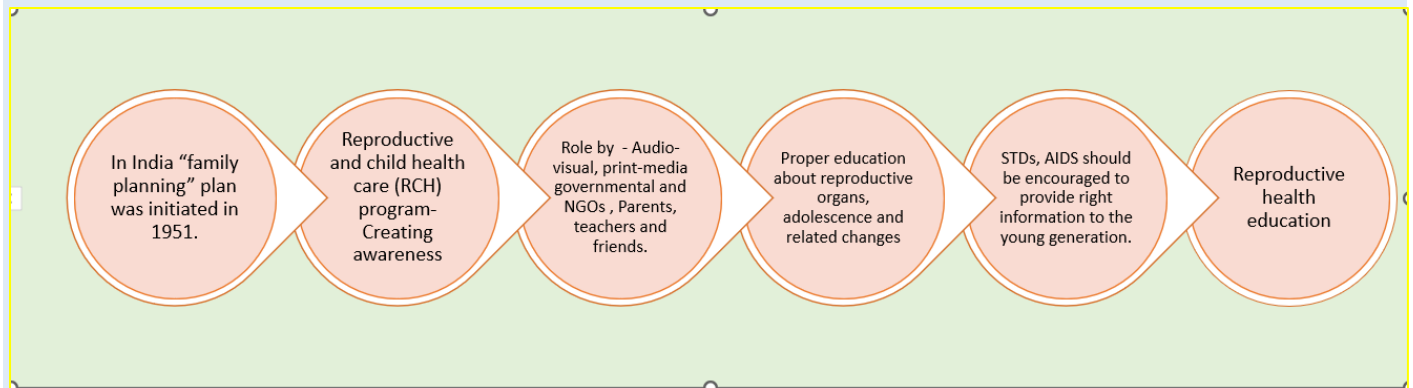 In India “family
planning” plan
was initiated in
1951.
Reproductive
and child health
care (RCH)
program-
Creating
awareness
Role by - Audio-
visual, print-media
governmental and
NGOs , Parents,
teachers and
friends.
Proper education
about reproductive
organs,
adolescence and
related changes
STDs, AIDS should
be encouraged to
provide right
information to the
young generation.
Reproductive
health
education